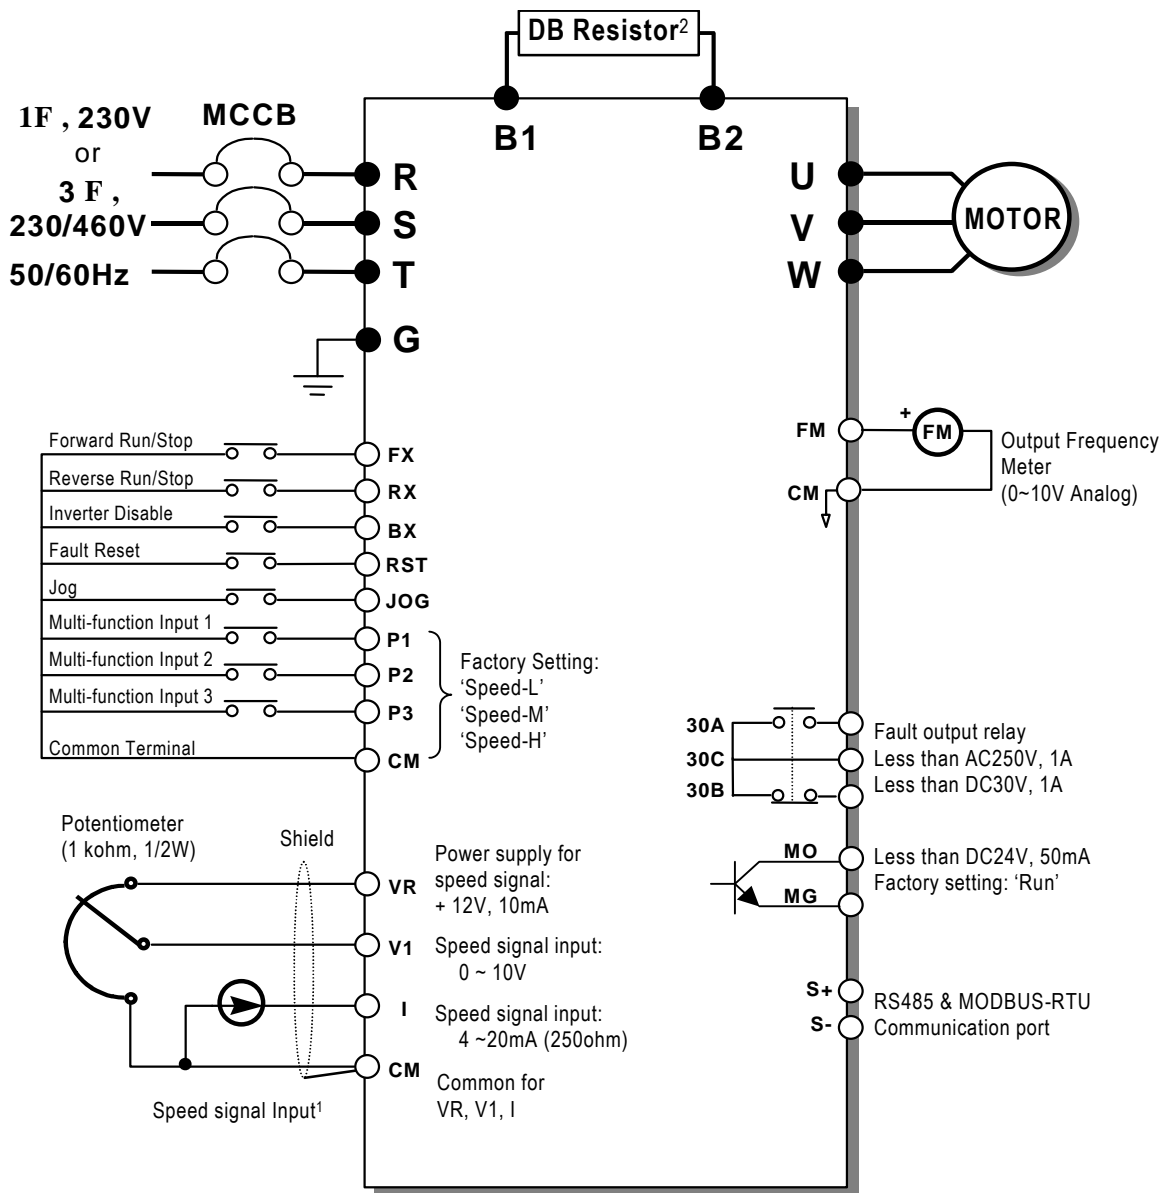 DB Resistor2
1F , 230V
or
3 F ,
230/460V
50/60Hz
MCCB
B1
B2
R
S
T
G
U
V
W
MOTOR
Forward Run/Stop
FX
Reverse Run/Stop
RX
Inverter Disable
BX
Fault Reset
RST
Jog
JOG
Multi-function Input 1
P1
Multi-function Input 2
P2
Multi-function Input 3
P3
Common Terminal
CM
Factory Setting:
‘Speed-L’
‘Speed-M’
‘Speed-H’
FM
+
FM
CM
Output Frequency
Meter
(0~10V Analog)
30A
30C
30B
Fault output relay
Less than AC250V, 1A
Less than DC30V, 1A
MO
MG
Less than DC24V, 50mA
Factory setting: ‘Run’
S+
S-
RS485 & MODBUS-RTU
Communication port
Potentiometer
(1 kohm, 1/2W)
Shield
VR
Power supply for
speed signal:
+ 12V, 10mA
V1
Speed signal input:
0 ~ 10V
I
Speed signal input:
4 ~20mA (250ohm)
CM
Common for
VR, V1, I
Speed signal Input1